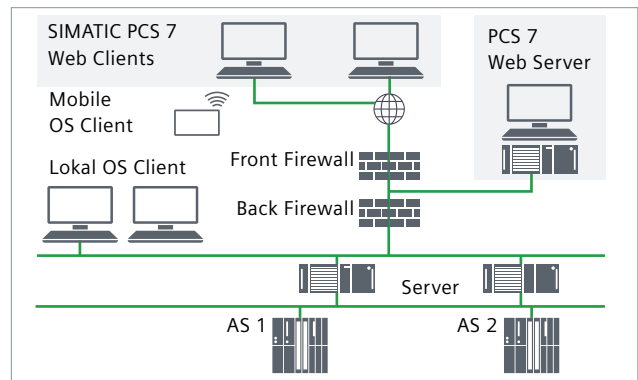 SIMATIC PCS 7
Web Clients
PCS 7
Web Server
Mobile
OS Client
Front Firewall
Lokal OS Client
Back Firewall
Server
AS 1
AS 2